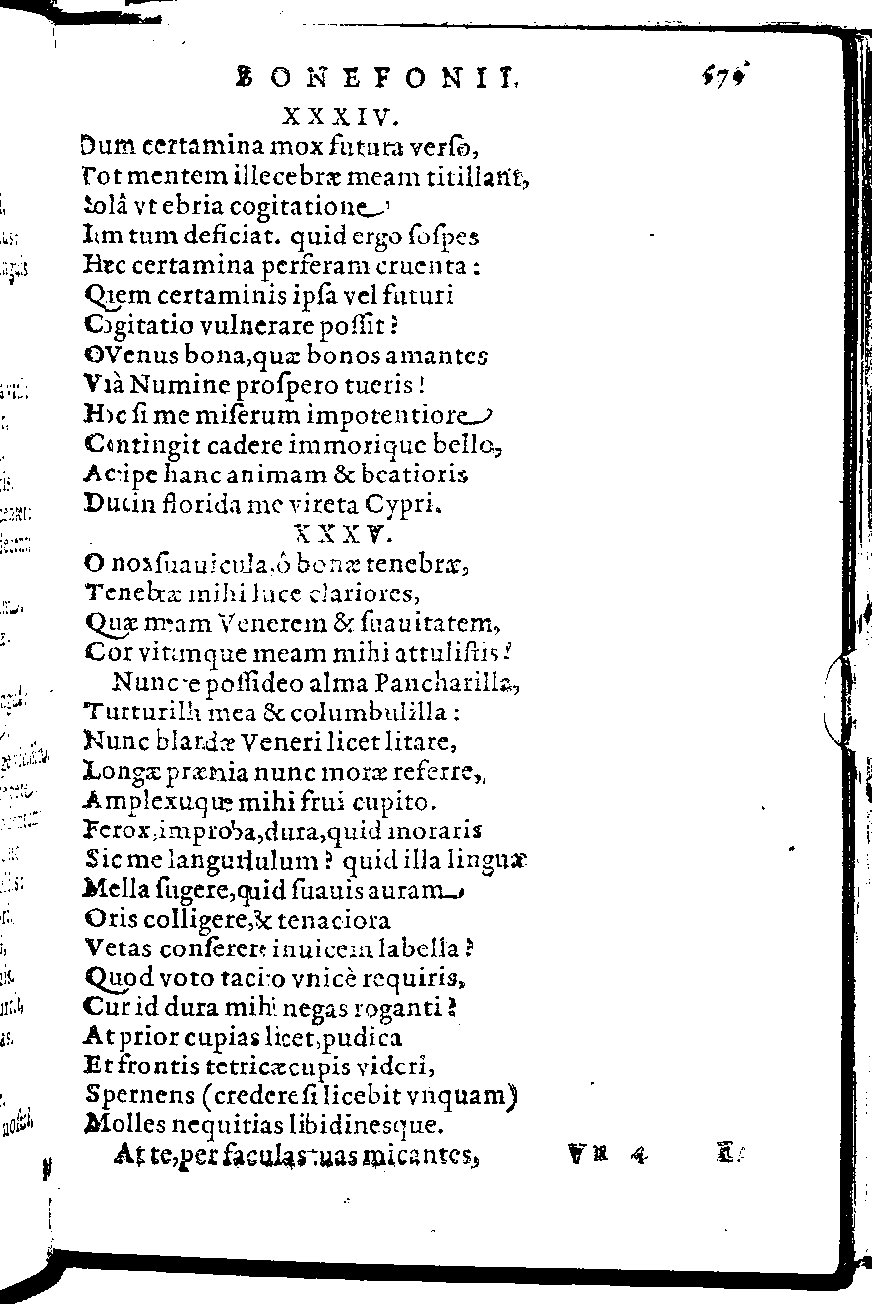 BONEFONII. 679
XXXIV.
Dum certamina mox futura verſo,
Tot mentem illecebræ meam titillant,
Solâ vt ebria cogitatione
Iam tum deficiat. quid ergo ſoſpes
Hæc certamina perferam cruenta:
Quem certaminis ipſa vel futuri
Cogitatio vulnerare poſſit?
O Venus bona, quæ bonos amantes
Vià Numine proſpero tueris!
Hoc ſi me miſerum impotentiore
Contingit cadere immorique bello,
Accipe hanc animam & beatioris
Duc in florida me vireta Cypri.
XXXV.
O nox ſuauicula, ô bonæ tenebræ,
Tenebræ mihi luce clariores,
Quæ meam Venerem & ſuauitatem,
Cor vitamque meam mihi attuliſtis!
Nunc te poſſideo alma Pancharilla,
Turturilla mea & columbulilla:
Nunc blandæ Veneri licet litare,
Longæ præmia nunc moræ referre,
Amplexuque mihi frui cupito.
Ferox, improba, dura, quid moraris
Sic me languidulum? quid illa linguæ
Mella ſugere, quid ſuauis auram
Oris colligere, & tenaciora
Vetas conſerere inuicem labella?
Quod voto tacito vnicè requiris,
Cur id dura mihi negas roganti?
At prior cupias licet, pudica
Et frontis tetricæ cupis videri,
Spernens (credere ſi licebit vnquam)
Molles nequitias libidinesque.
At te, per faculas tuas micantes,